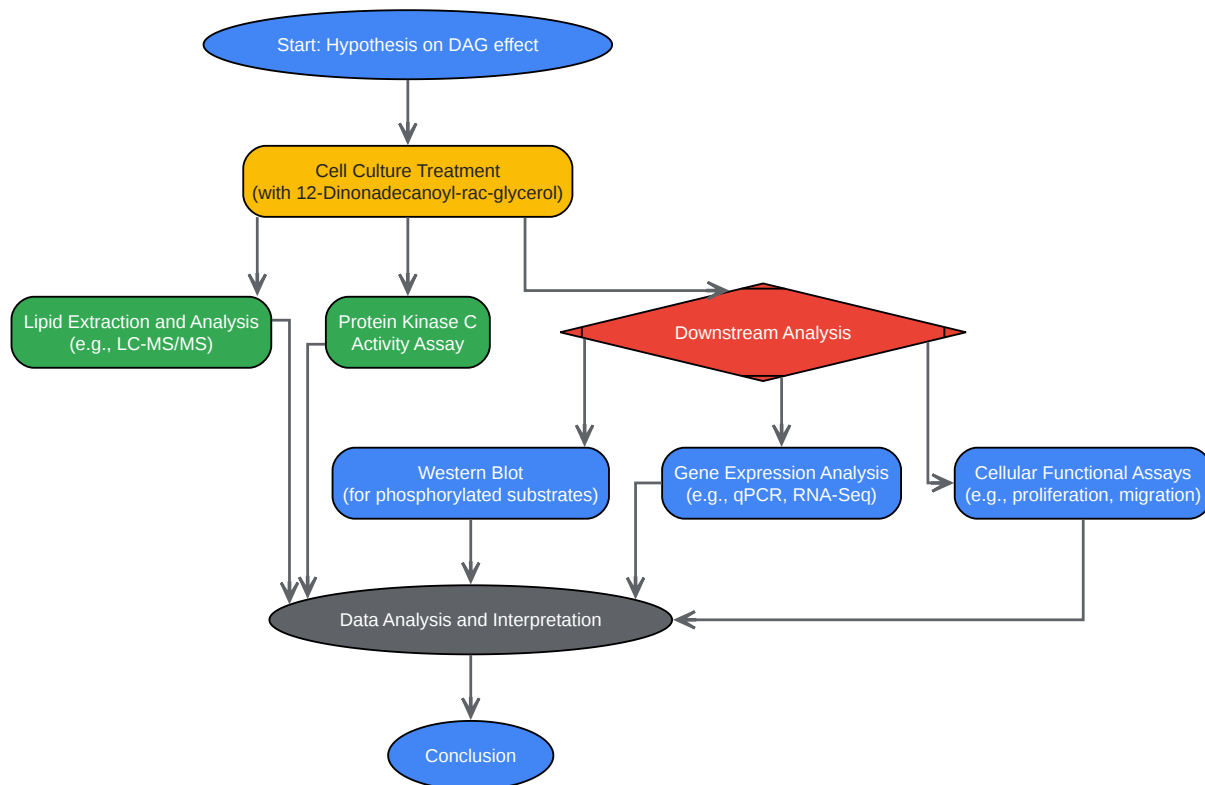 Start: Hypothesis on DAG effect
Cell Culture Treatment
(with 12-Dinonadecanoyl-rac-glycerol)
Lipid Extraction and Analysis
(e.g., LC-MS/MS)
Protein Kinase C
Activity Assay
Downstream Analysis
Western Blot
(for phosphorylated substrates)
Gene Expression Analysis
(e.g., qPCR, RNA-Seq)
Cellular Functional Assays
(e.g., proliferation, migration)
Data Analysis and Interpretation
Conclusion